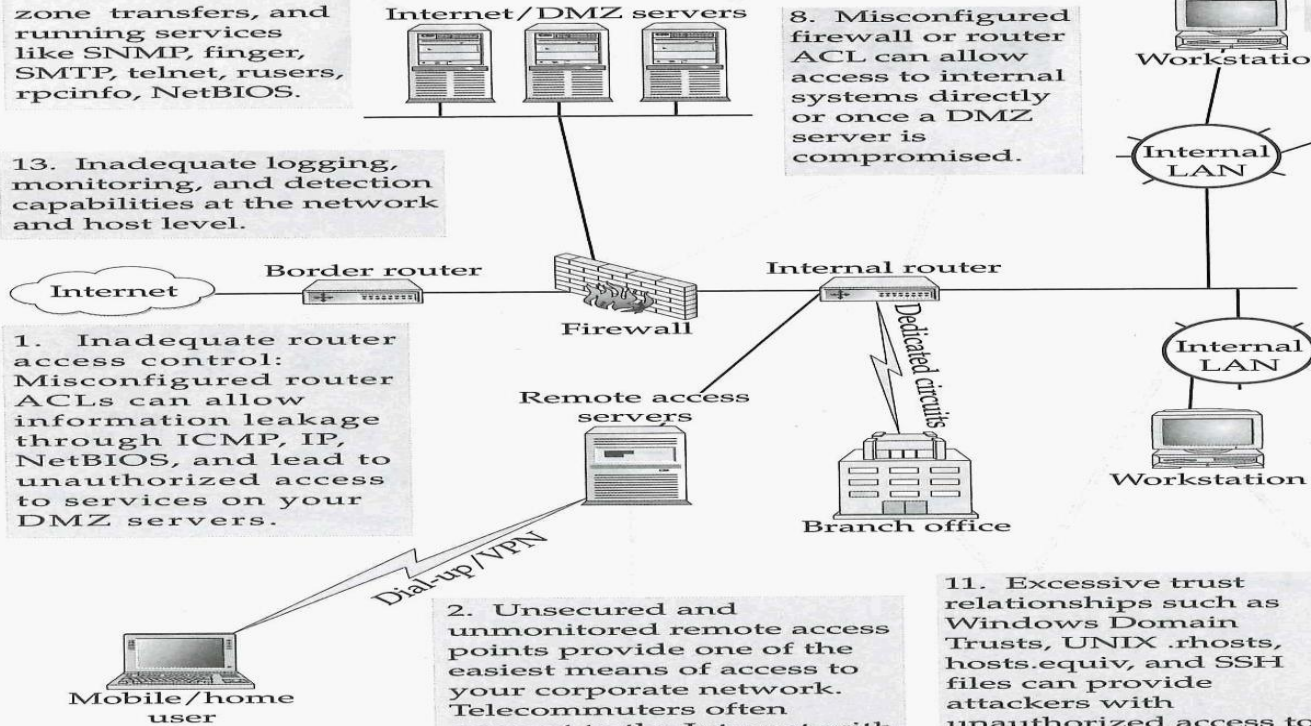 zone transfers, and
running services
like SNMP, finger,
SMTP, telnet, rusers,
rpcinfo, NetBIOS.
Internet/DMZ servers
8. Misconfigured
firewall or router
ACL can allow
access to internal
systems directly
or once a DMZ
server is
compromised.
Workstatio
Internal
LAN
13. Inadequate logging,
monitoring, and detection
capabilities at the network
and host level.
Internet
Border router
Firewall
Internal router
Dedicated circuits
Internal
LAN
Workstation
1. Inadequate router
access control:
Misconfigured router
ACLs can allow
information leakage
through ICMP, IP,
NetBIOS, and lead to
unauthorized access
to services on your
DMZ servers.
Remote access
servers
Branch office
Dial-up/VPN
Mobile/home
user
2. Unsecured and
unmonitored remote access
points provide one of the
easiest means of access to
your corporate network.
Telecommuters often
11. Excessive trust
relationships such as
Windows Domain
Trusts, UNIX .rhosts,
hosts.equiv, and SSH
files can provide
attackers with
unauthorized access to